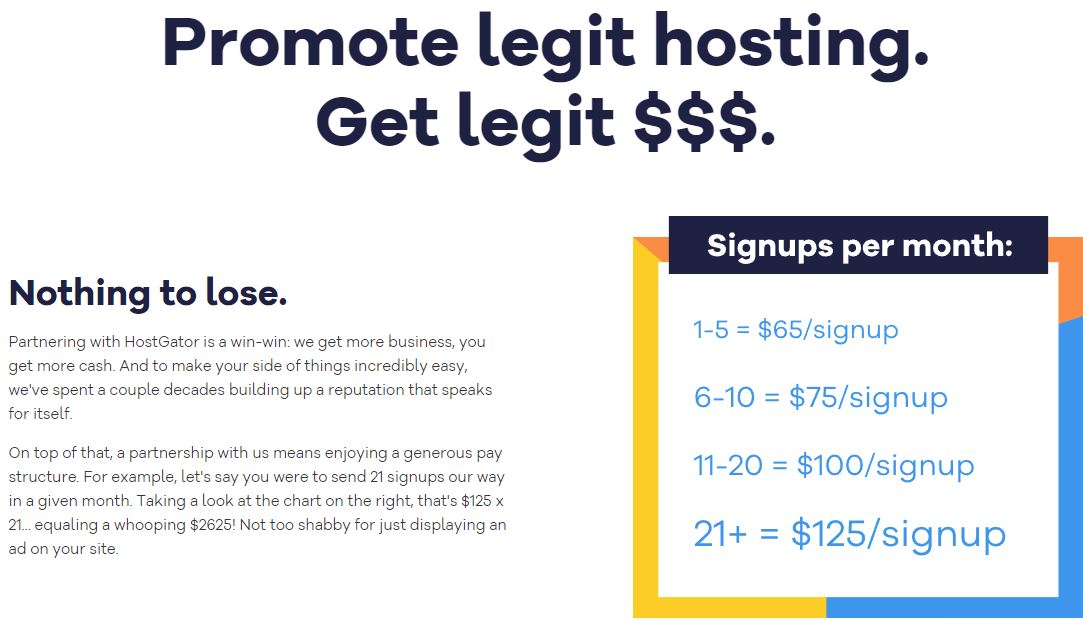 Promote legit hosting.
Get legit $$$.
Nothing to lose.
Partnering with HostGator is a win-win: we get more business, you
get more cash. And to make your side of things incredibly easy,
we've spent a couple decades building up a reputation that speaks
for itself.
On top of that, a partnership with us means enjoying a generous pay
structure. For example, let's say you were to send 21 signups our way
in a given month. Taking a look at the chart on the right, that's $125 x
21... equaling a whooping $2625! Not too shabby for just displaying an
ad on your site.
Signups per month:
1-5 = $65/signup
6-10 = $75/signup
11-20 = $100/signup
21+ = $125/signup